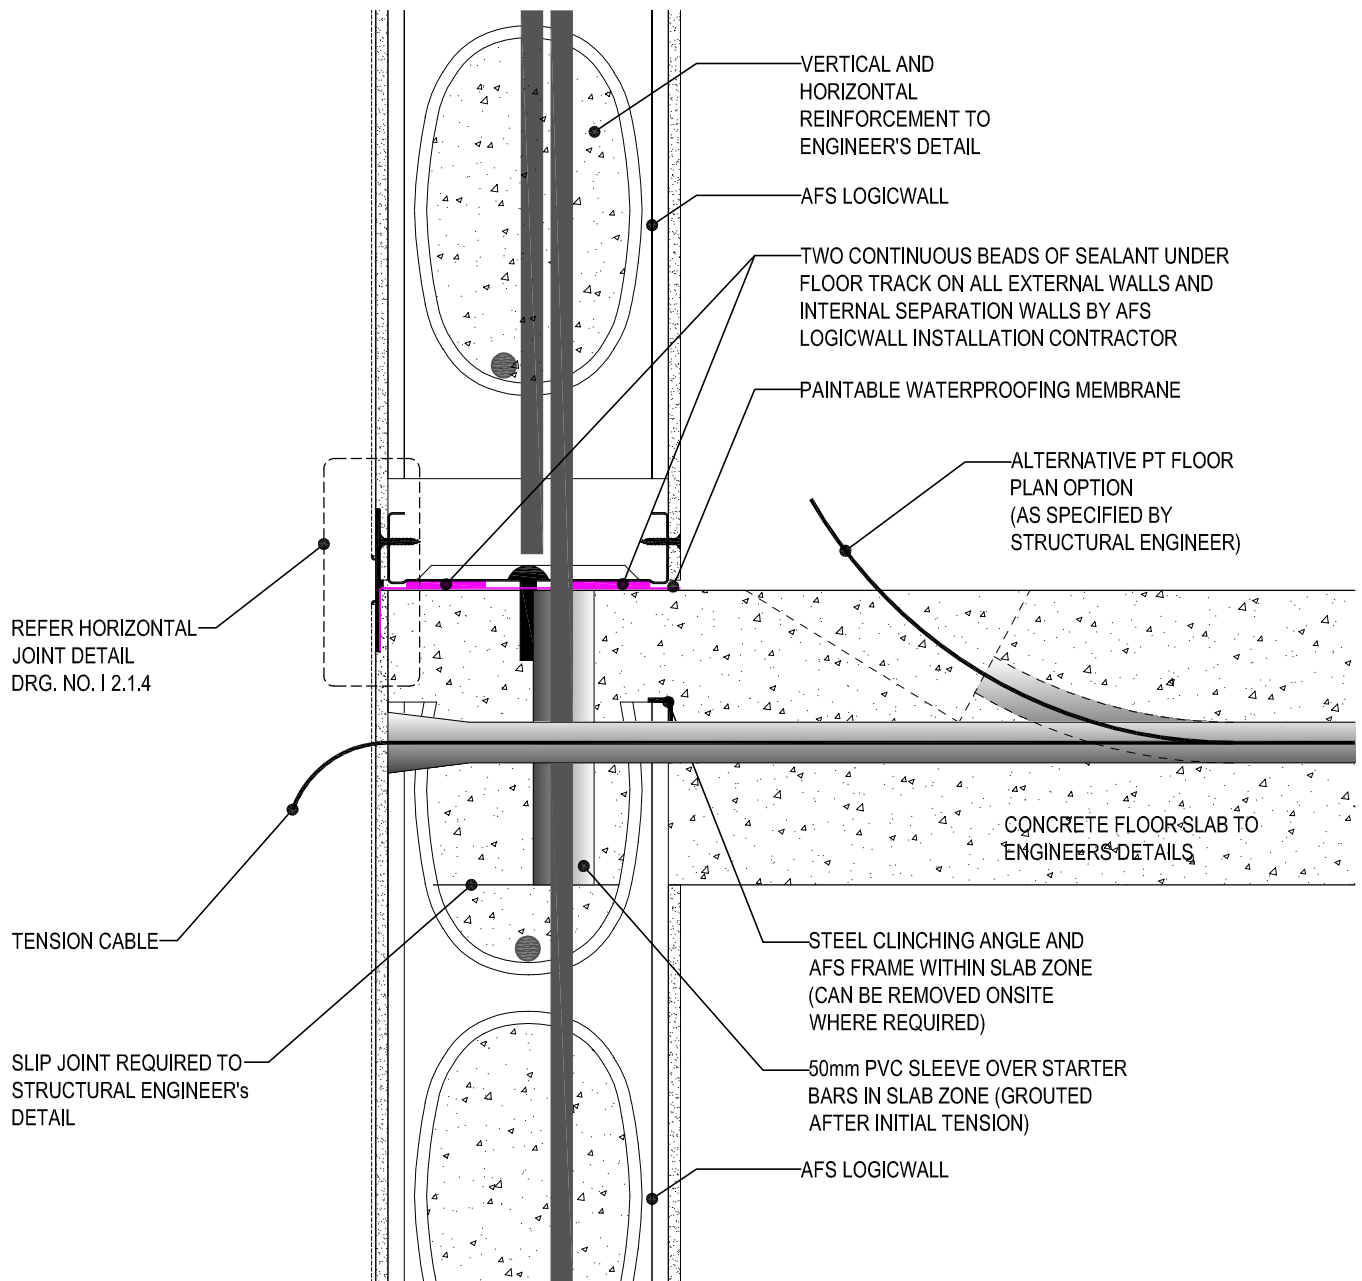 VERTICAL AND
HORIZONTAL
REINFORCEMENT TO
ENGINEER'S DETAIL
AFS LOGICWALL
TWO CONTINUOUS BEADS OF SEALANT UNDER
FLOOR TRACK ON ALL EXTERNAL WALLS AND
INTERNAL SEPARATION WALLS BY AFS
LOGICWALL INSTALLATION CONTRACTOR
PAINTABLE WATERPROOFING MEMBRANE
ALTERNATIVE PT FLOOR
PLAN OPTION
(AS SPECIFIED BY
STRUCTURAL ENGINEER)
REFER HORIZONTAL
JOINT DETAIL
DRG. NO. I 2.1.4
CONCRETE FLOOR SLAB TO
ENGINEERS DETAILS
TENSION CABLE
STEEL CLINCHING ANGLE AND
AFS FRAME WITHIN SLAB ZONE
(CAN BE REMOVED ONSITE
WHERE REQUIRED)
SLIP JOINT REQUIRED TO
STRUCTURAL ENGINEER's
DETAIL
50mm PVC SLEEVE OVER STARTER
BARS IN SLAB ZONE (GROUTED
AFTER INITIAL TENSION)
AFS LOGICWALL